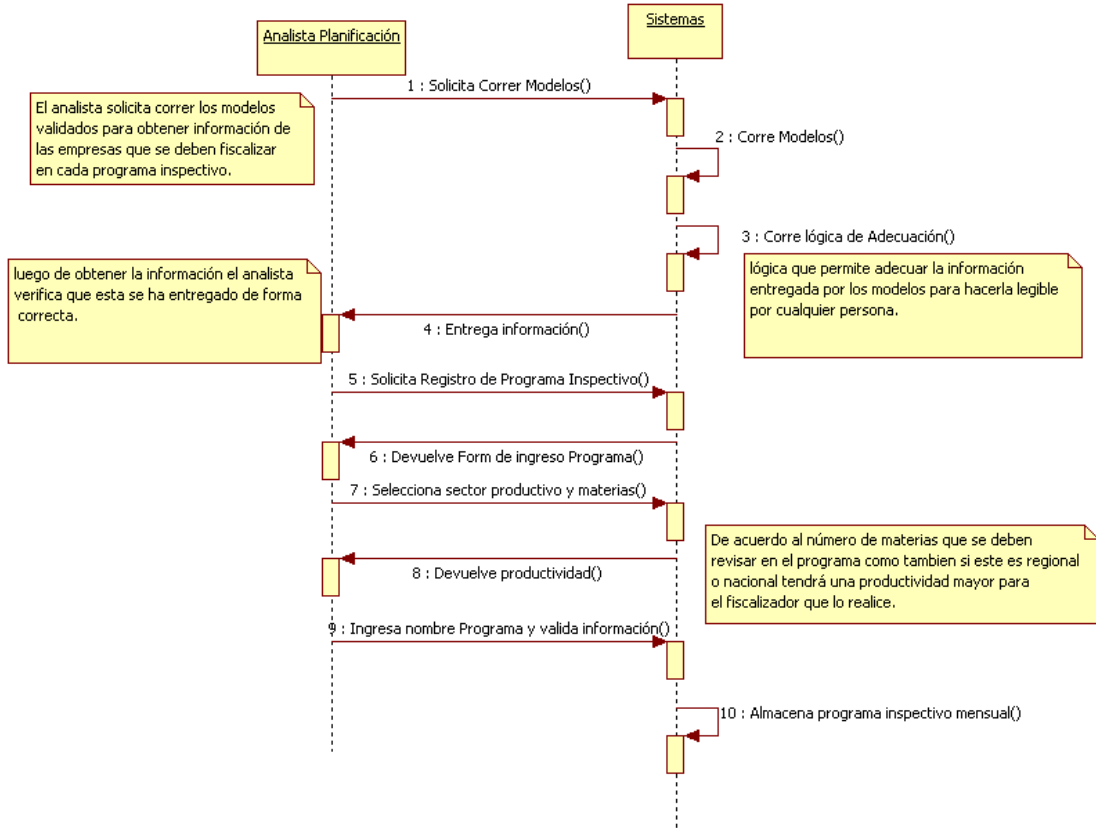 Analista Planificación
Sistemas
1 : Solicita Correr Modelos()
El analista solicita correr los modelos
validados para obtener información de
las empresas que se deben fiscalizar
en cada programa inspectivo.
2 : Corre Modelos()
3 : Corre lógica de Adecuación()
lógica que permite adecuar la información
entregada por los modelos para hacerla legible
por cualquier persona.
luego de obtener la información el analista
verifica que esta se ha entregado de forma
correcta.
4 : Entrega información()
5 : Solicita Registro de Programa Inspectivo()
6 : Devuelve Form de ingreso Programa()
7 : Selecciona sector productivo y materias()
De acuerdo al número de materias que se deben
revisar en el programa como tambien si este es regional
o nacional tendrá una productividad mayor para
el fiscalizador que lo realice.
8 : Devuelve productividad()
9 : Ingresa nombre Programa y valida información()
10 : Almacena programa inspectivo mensual()